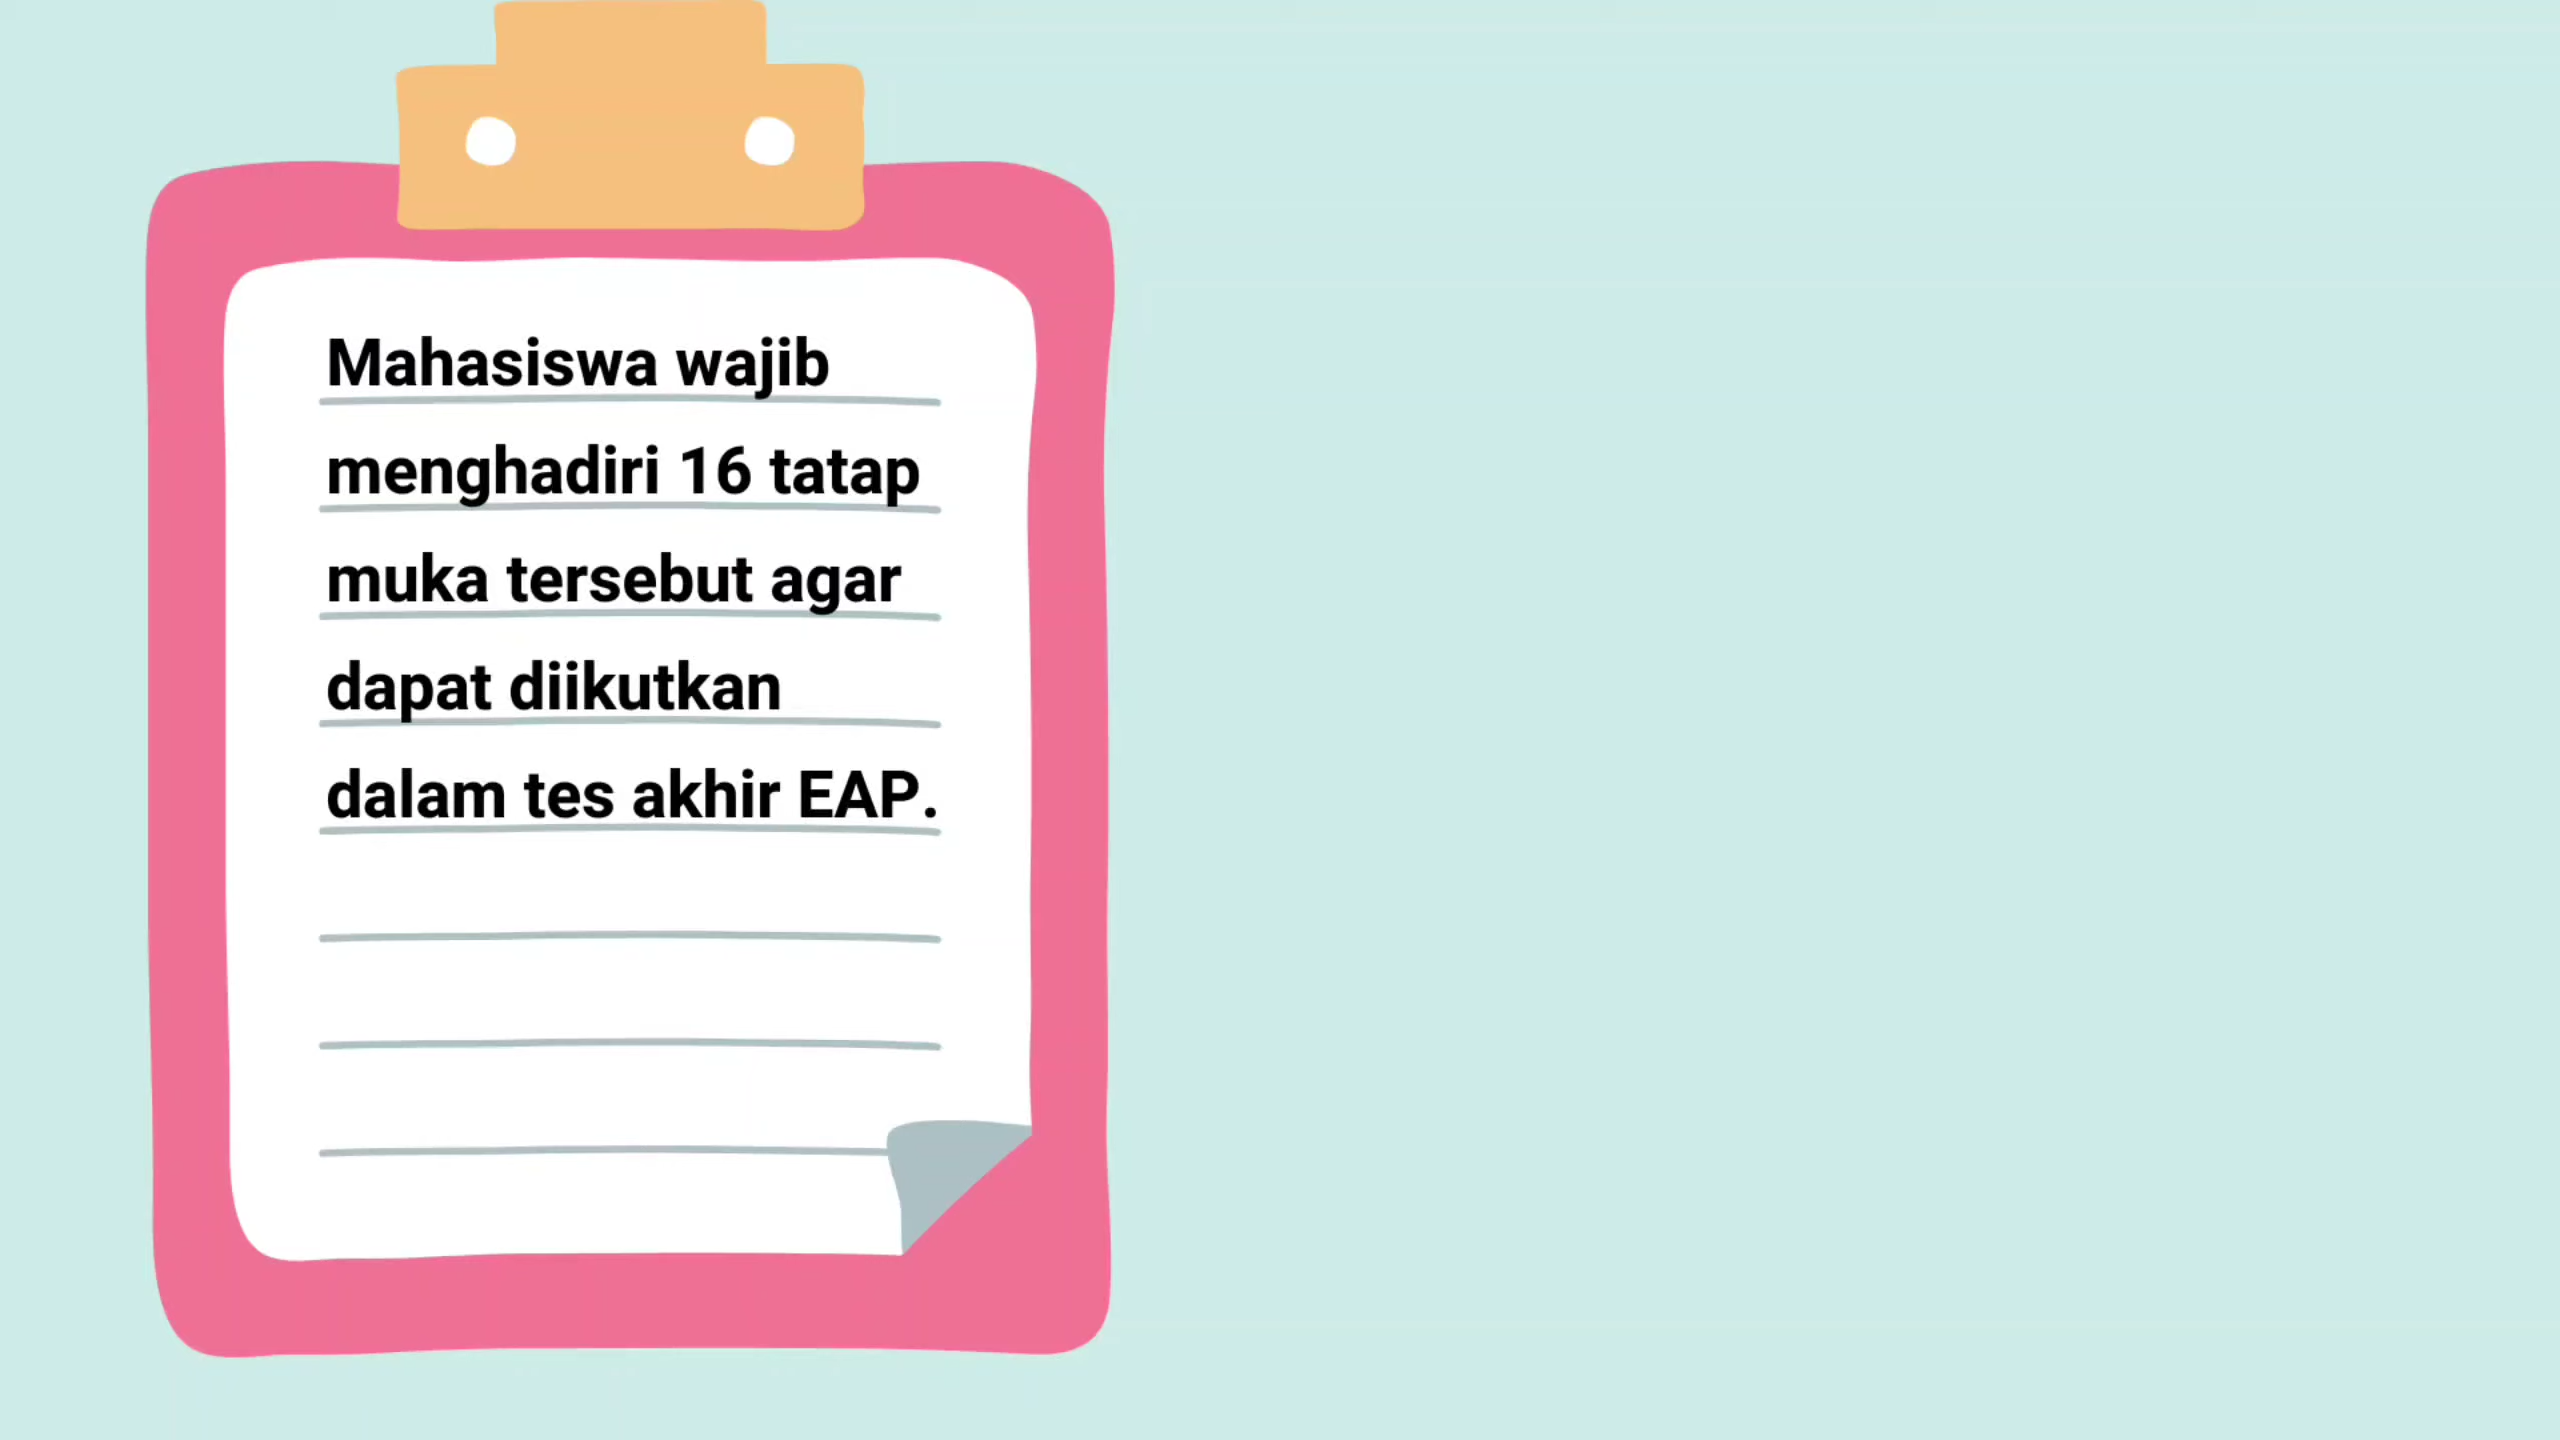 Mahasiswa wajib
menghadiri 16 tatap
muka tersebut agar
dapat diikutkan
dalam tes akhir EAP.